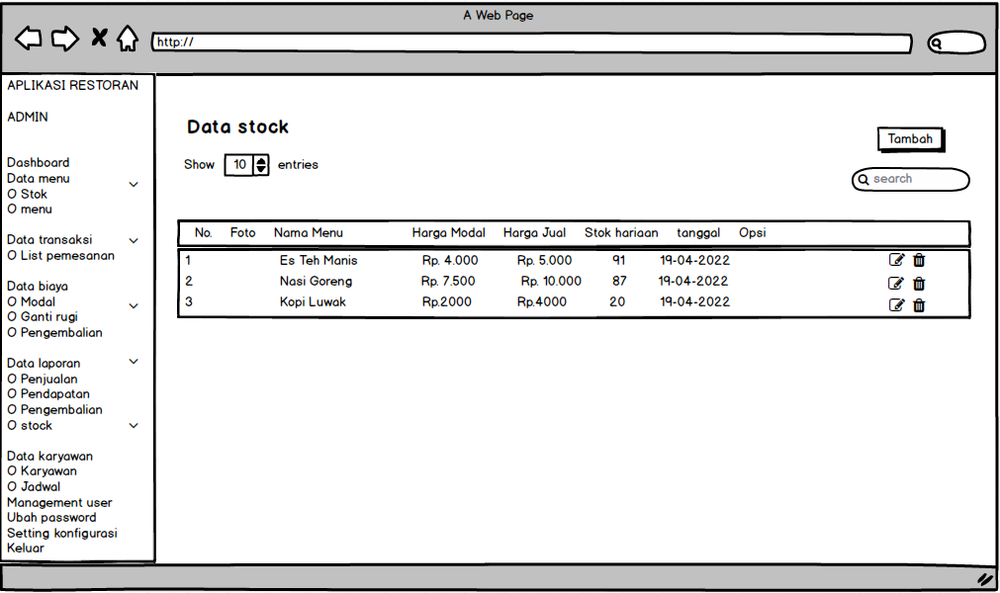 A Web Page
http://
APLIKASI RESTORAN
ADMIN
Dashboard
Data menu
O Stok
O menu
Data transaksi
O List pemesanan
Data biaya
O Modal
O Ganti rugi
O Pengembalian
Data laporan
O Penjualan
O Pendapatan
O Pengembalian
O stock
Data karyawan
O Karyawan
O Jadwal
Management user
Ubah password
Setting konfigurasi
Keluar
Data stock
Tambah
Show 10 entries
search
No. Foto Nama Menu Harga Modal Harga Jual Stok hariaan tanggal Opsi
1 Es Teh Manis Rp. 4.000 Rp. 5.000 91 19-04-2022
2 Nasi Goreng Rp. 7.500 Rp. 10.000 87 19-04-2022
3 Kopi Luwak Rp.2000 Rp.4000 20 19-04-2022